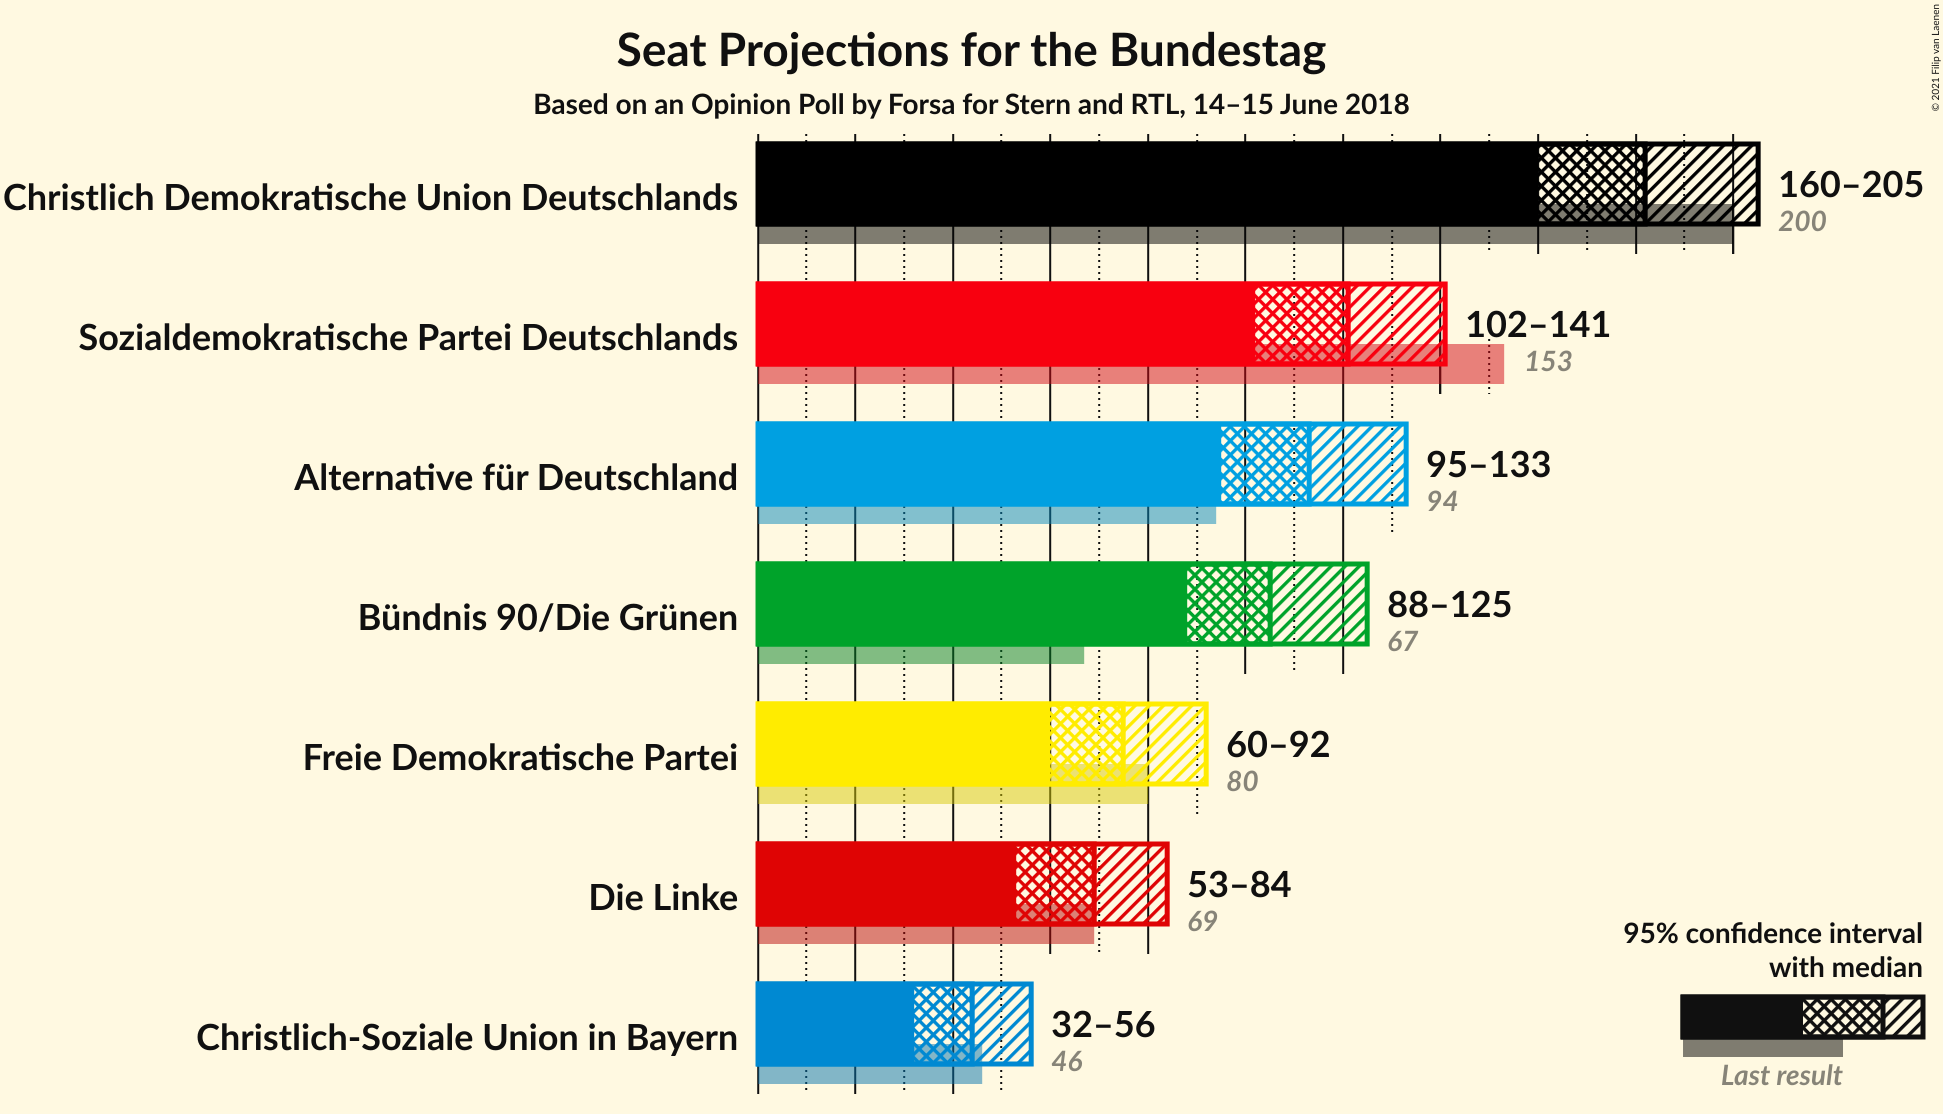 Seat Projections for the Bundestag
Based on an Opinion Poll by Forsa for Stern and RTL, 14–15 June 2018
© 2021 Filip van Laenen
Christlich Demokratische Union Deutschlands
160–205
200
Sozialdemokratische Partei Deutschlands
102–141
153
Alternative für Deutschland
95–133
94
Bündnis 90/Die Grünen
88–125
67
Freie Demokratische Partei
60–92
80
Die Linke
53–84
69
Christlich-Soziale Union in Bayern
32–56
46
95% confidence interval
with median
Last result